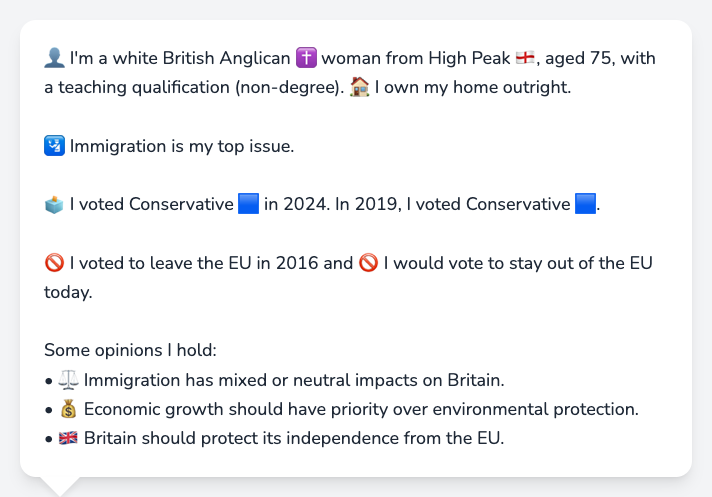 👤 I'm a white British Anglican ✝️ woman from High Peak 🏴󠁧󠁢󠁥󠁮󠁧󠁿, aged 75, with
a teaching qualification (non-degree). 🏠 I own my home outright.
🛂 Immigration is my top issue.
🗳️ I voted Conservative 🟦 in 2024. In 2019, I voted Conservative 🟦.
🚫 I voted to leave the EU in 2016 and 🚫 I would vote to stay out of the EU
today.
Some opinions I hold:
• ⚖️ Immigration has mixed or neutral impacts on Britain.
• 💰 Economic growth should have priority over environmental protection.
• 🇬🇧 Britain should protect its independence from the EU.